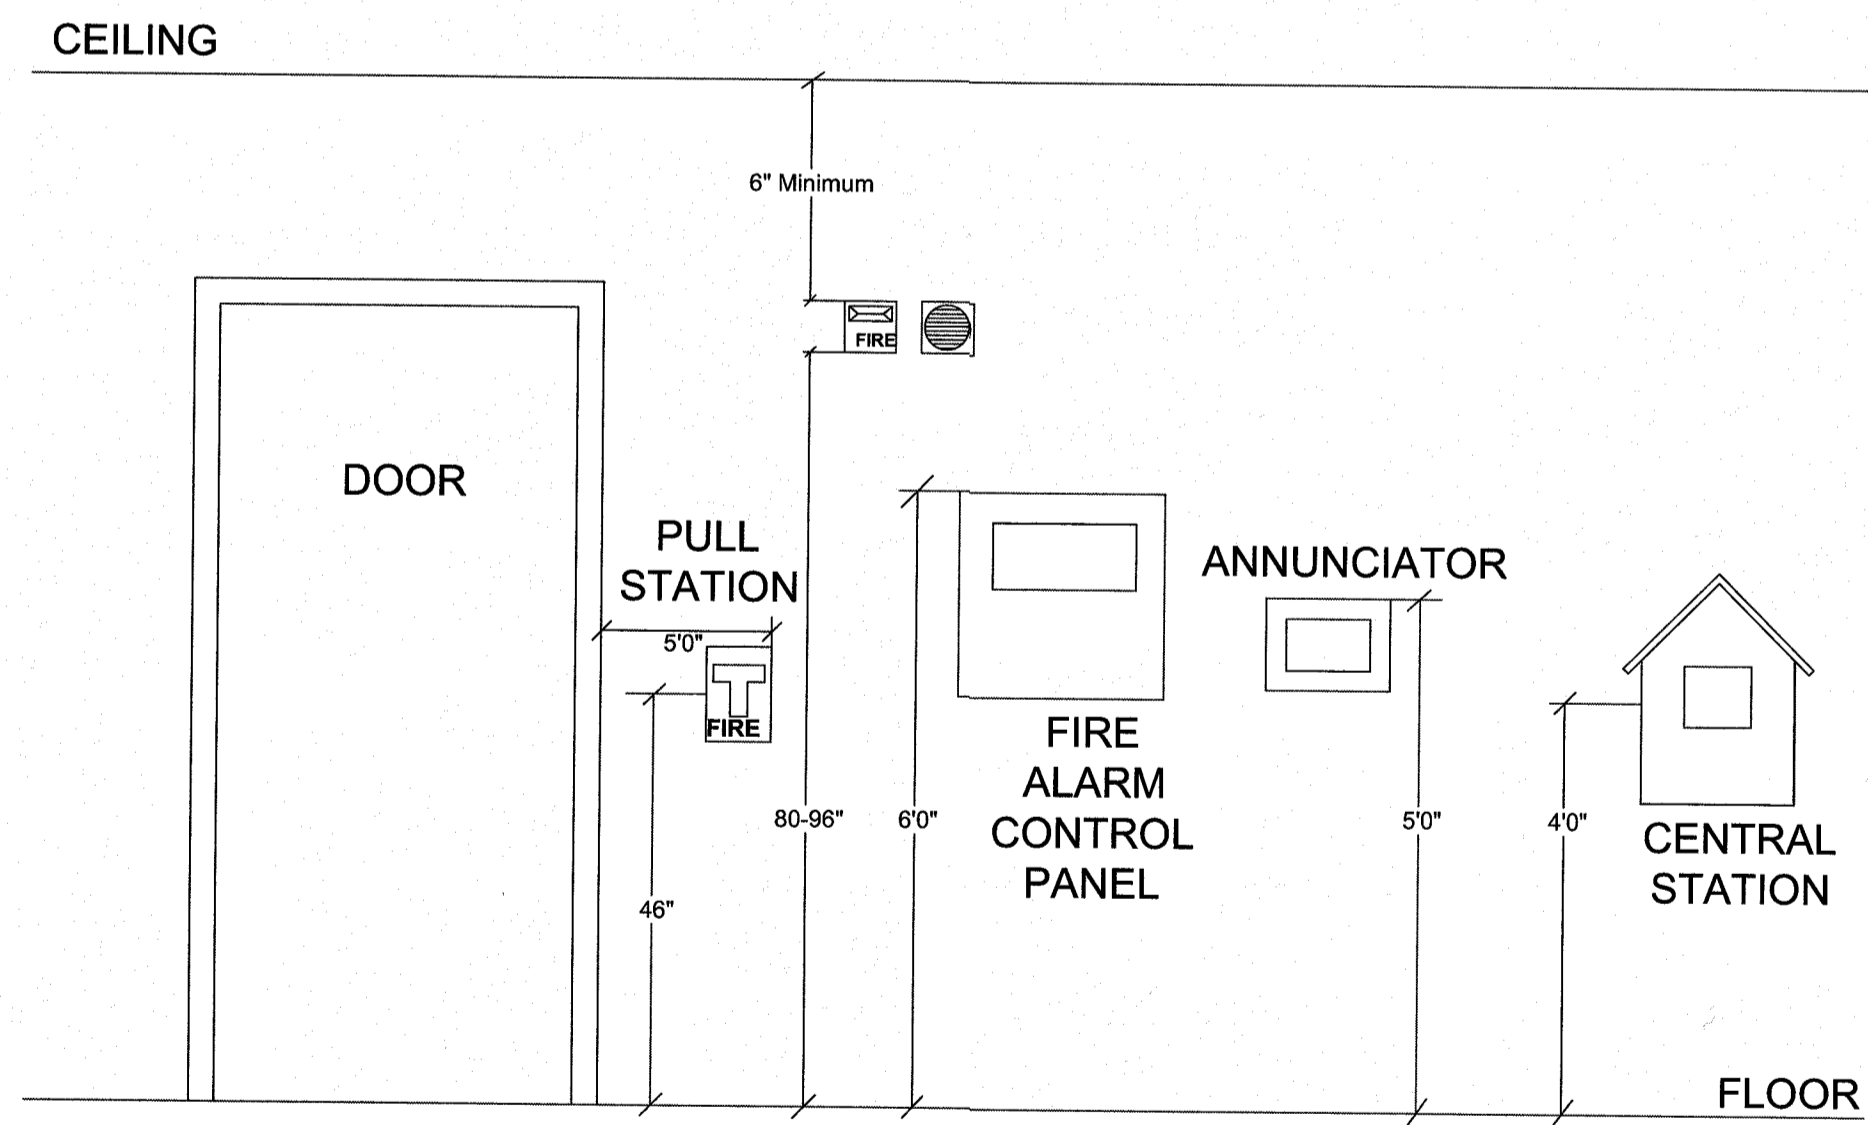 CEILING
6" Minimum
FIRE
DOOR
PULL
STATION
5'0"
FIRE
46"
80-96"
6'0"
FIRE
ALARM
CONTROL
PANEL
ANNUNCIATOR
5'0"
4'0"
CENTRAL
STATION
FLOOR